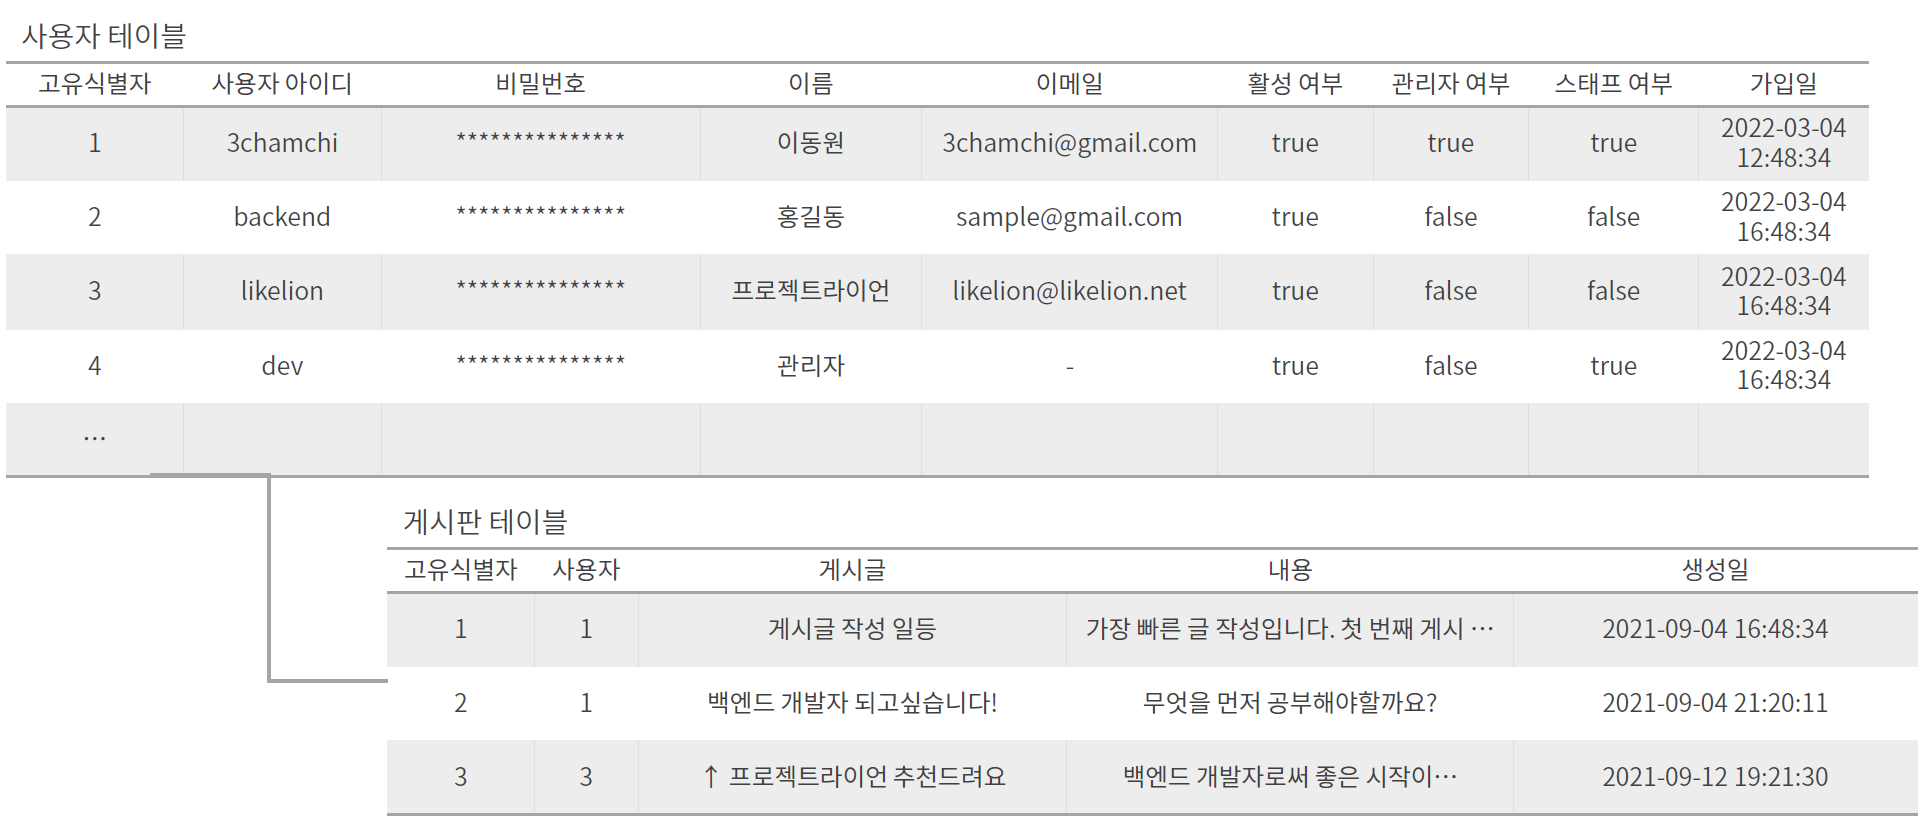 사용자 테이블
고유식별자 사용자 아이디 비밀번호 이름 이메일 활성 여부 관리자 여부 스태프 여부 가입일
1 3chamchi *************** 이동원 3chamchi@gmail.com true true true 2022-03-04 12:48:34
2 backend *************** 홍길동 sample@gmail.com true false false 2022-03-04 16:48:34
3 likelion *************** 프로젝트라이언 likelion@likelion.net true false false 2022-03-04 16:48:34
4 dev *************** 관리자 - true false true 2022-03-04 16:48:34
…
게시판 테이블
고유식별자 사용자 게시글 내용 생성일
1 1 게시글 작성 일등 가장 빠른 글 작성입니다. 첫 번째 게시 … 2021-09-04 16:48:34
2 1 백엔드 개발자 되고싶습니다! 무엇을 먼저 공부해야할까요? 2021-09-04 21:20:11
3 3 ↑ 프로젝트라이언 추천드려요 백엔드 개발자로써 좋은 시작이… 2021-09-12 19:21:30